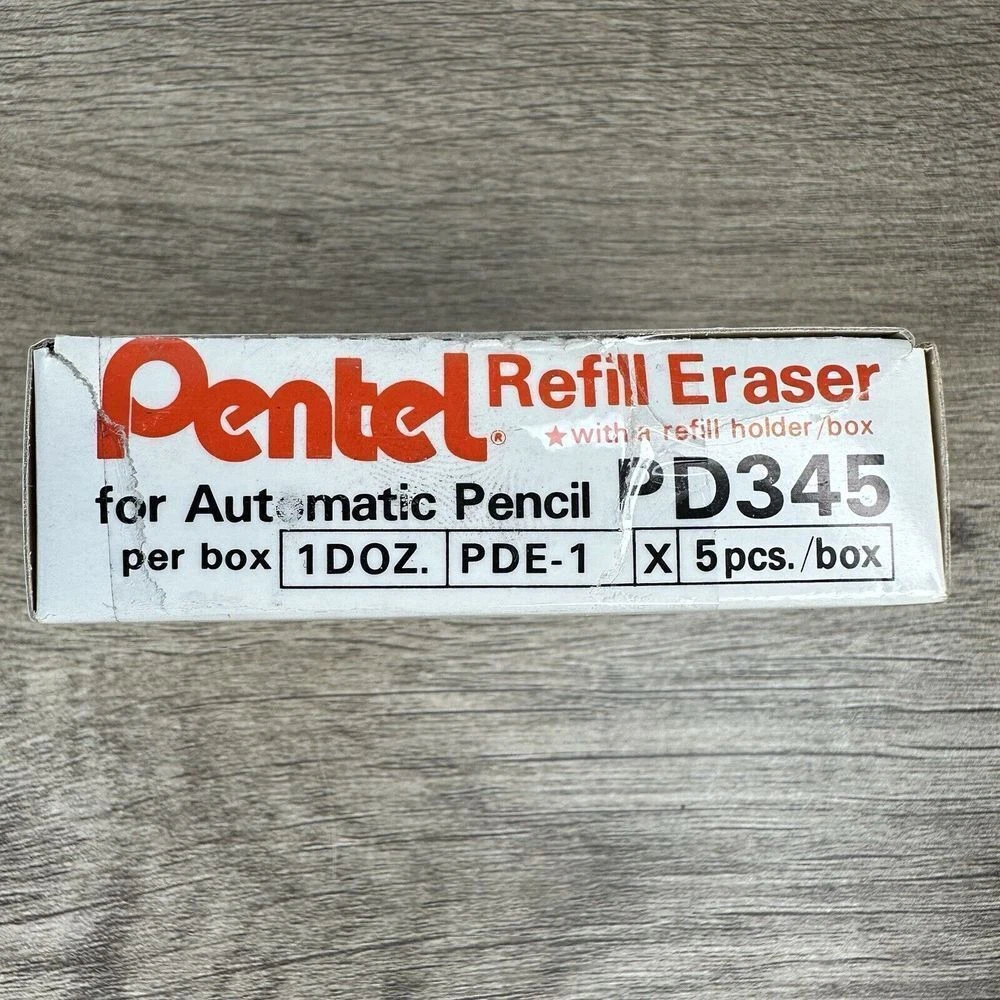 Pentel® Refill Eraser
★with a refill holder/box
for Automatic Pencil PD345
per box 1DOZ. PDE-1 X 5pcs./box